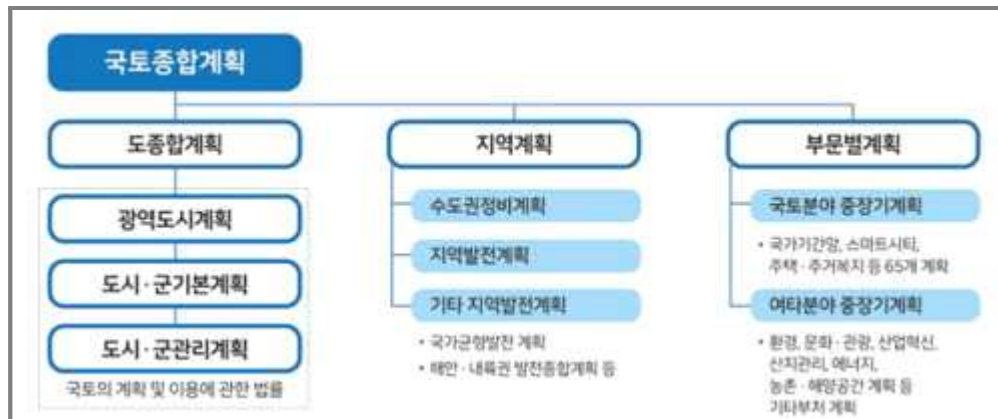 국토종합계획
도종합계획
지역계획
부문별계획
광역도시계획
도시·군기본계획
도시·군관리계획
국토의 계획 및 이용에 관한 법률
수도권정비계획
지역발전계획
기타 지역발전계획
• 국가균형발전 계획
• 해안·내륙권 발전종합계획 등
국토분야 중장기계획
• 국가기간망, 스마트시티,
주택·주거복지 등 65개 계획
여타분야 중장기계획
• 환경, 문화·관광, 산업혁신,
산지관리, 에너지,
농촌·해양공간 계획 등
기타부처 계획